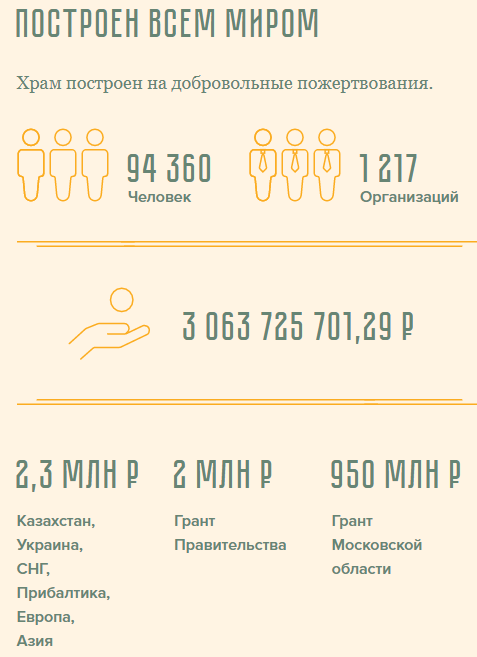 ПОСТРОЕН ВСЕМ МИРОМ
Храм построен на добровольные пожертвования.
94 360
Человек
1 217
Организаций
3 063 725 701,29 ₽
2,3 МЛН ₽
Казахстан,
Украина,
СНГ,
Прибалтика,
Европа,
Азия
2 МЛН ₽
Грант
Правительства
950 МЛН ₽
Грант
Московской
области